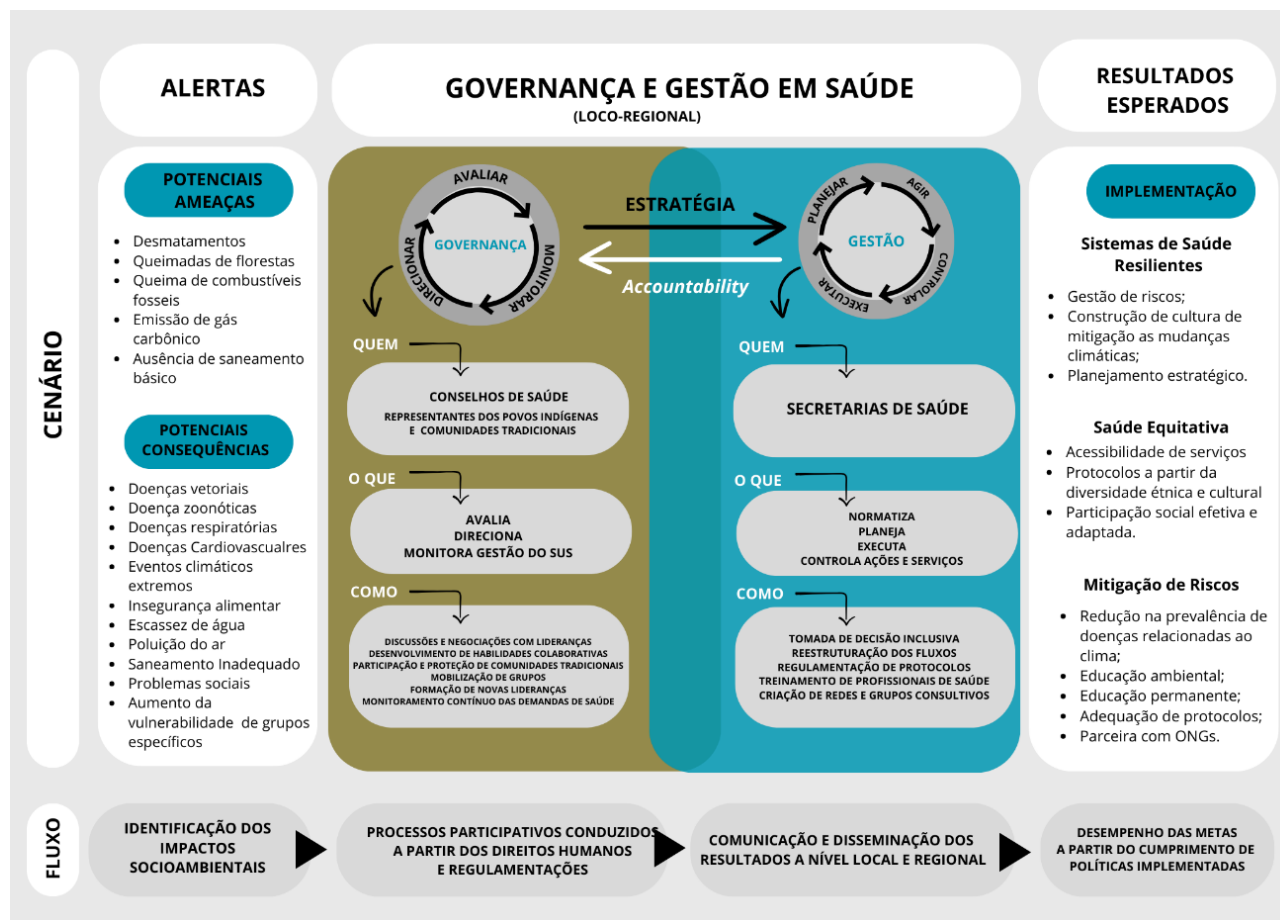 ALERTAS
GOVERNANÇA E GESTÃO EM SAÚDE
(LOCO-REGIONAL)
RESULTADOS
ESPERADOS
CENÁRIO
POTENCIAIS
AMEAÇAS
• Desmatamentos
• Queimadas de florestas
• Queima de combustíveis
fosseis
• Emissão de gás
carbônico
• Ausência de saneamento
básico
POTENCIAIS
CONSEQUÊNCIAS
• Doenças vetoriais
• Doença zoonóticas
• Doenças respiratórias
• Doenças Cardiovascualres
• Eventos climáticos
extremos
• Insegurança alimentar
• Escassez de água
• Poluição do ar
• Saneamento Inadequado
• Problemas sociais
• Aumento da
vulnerabilidade de grupos
específicos
AVALIAR
MONITORAR
DIRECIONAR
GOVERNANÇA
ESTRATÉGIA
Accountability
PLANEJAR
AGIR
CONTROLAR
EXECUTAR
GESTÃO
QUEM
CONSELHOS DE SAÚDE
REPRESENTANTES DOS POVOS INDÍGENAS
E COMUNIDADES TRADICIONAIS
O QUE
AVALIA
DIRECIONA
MONITORA GESTÃO DO SUS
COMO
DISCUSSÕES E NEGOCIAÇÕES COM LIDERANÇAS
DESENVOLVIMENTO DE HABILIDADES COLABORATIVAS
PARTICIPAÇÃO E PROTEÇÃO DE COMUNIDADES TRADICIONAIS
MOBILIZAÇÃO DE GRUPOS
FORMAÇÃO DE NOVAS LIDERANÇAS
MONITORAMENTO CONTÍNUO DAS DEMANDAS DE SAÚDE
QUEM
SECRETARIAS DE SAÚDE
O QUE
NORMATIZA
PLANEJA
EXECUTA
CONTROLA AÇÕES E SERVIÇOS
COMO
TOMADA DE DECISÃO INCLUSIVA
REESTRUTURAÇÃO DOS FLUXOS
REGULAMENTAÇÃO DE PROTOCOLOS
TREINAMENTO DE PROFISSIONAIS DE SAÚDE
CRIAÇÃO DE REDES E GRUPOS CONSULTIVOS
IMPLEMENTAÇÃO
Sistemas de Saúde
Resilientes
• Gestão de riscos;
• Construção de cultura de
mitigação as mudanças
climáticas;
• Planejamento estratégico.
Saúde Equitativa
• Acessibilidade de serviços
• Protocolos a partir da
diversidade étnica e cultural
• Participação social efetiva e
adaptada.
Mitigação de Riscos
• Redução na prevalência de
doenças relacionadas ao
clima;
• Educação ambiental;
• Educação permanente;
• Adequação de protocolos;
• Parceira com ONGs.
FLUXO
IDENTIFICAÇÃO DOS
IMPACTOS
SOCIOAMBIENTAIS
PROCESSOS PARTICIPATIVOS CONDUZIDOS
A PARTIR DOS DIREITOS HUMANOS
E REGULAMENTAÇÕES
COMUNICAÇÃO E DISSEMINAÇÃO DOS
RESULTADOS A NÍVEL LOCAL E REGIONAL
DESEMPENHO DAS METAS
A PARTIR DO CUMPRIMENTO DE
POLÍTICAS IMPLEMENTADAS